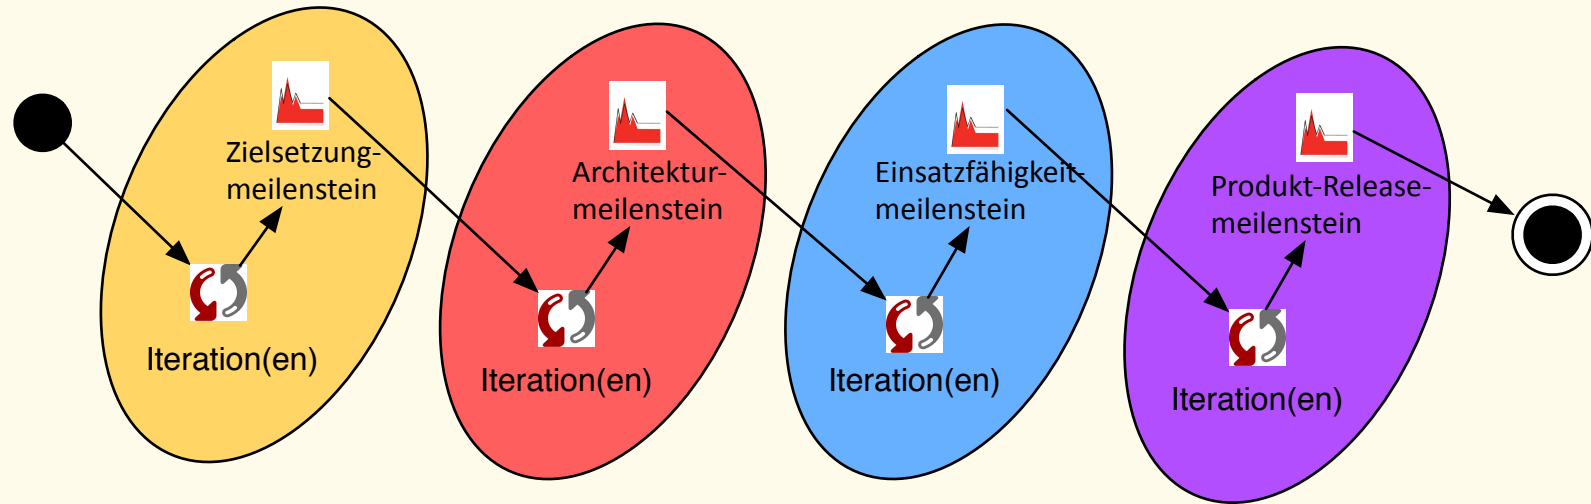 Zielsetzung-
meilenstein
Iteration(en)
Architektur-
meilenstein
Iteration(en)
Einsatzfähigkeit-
meilenstein
Iteration(en)
Produkt-Release-
meilenstein
Iteration(en)